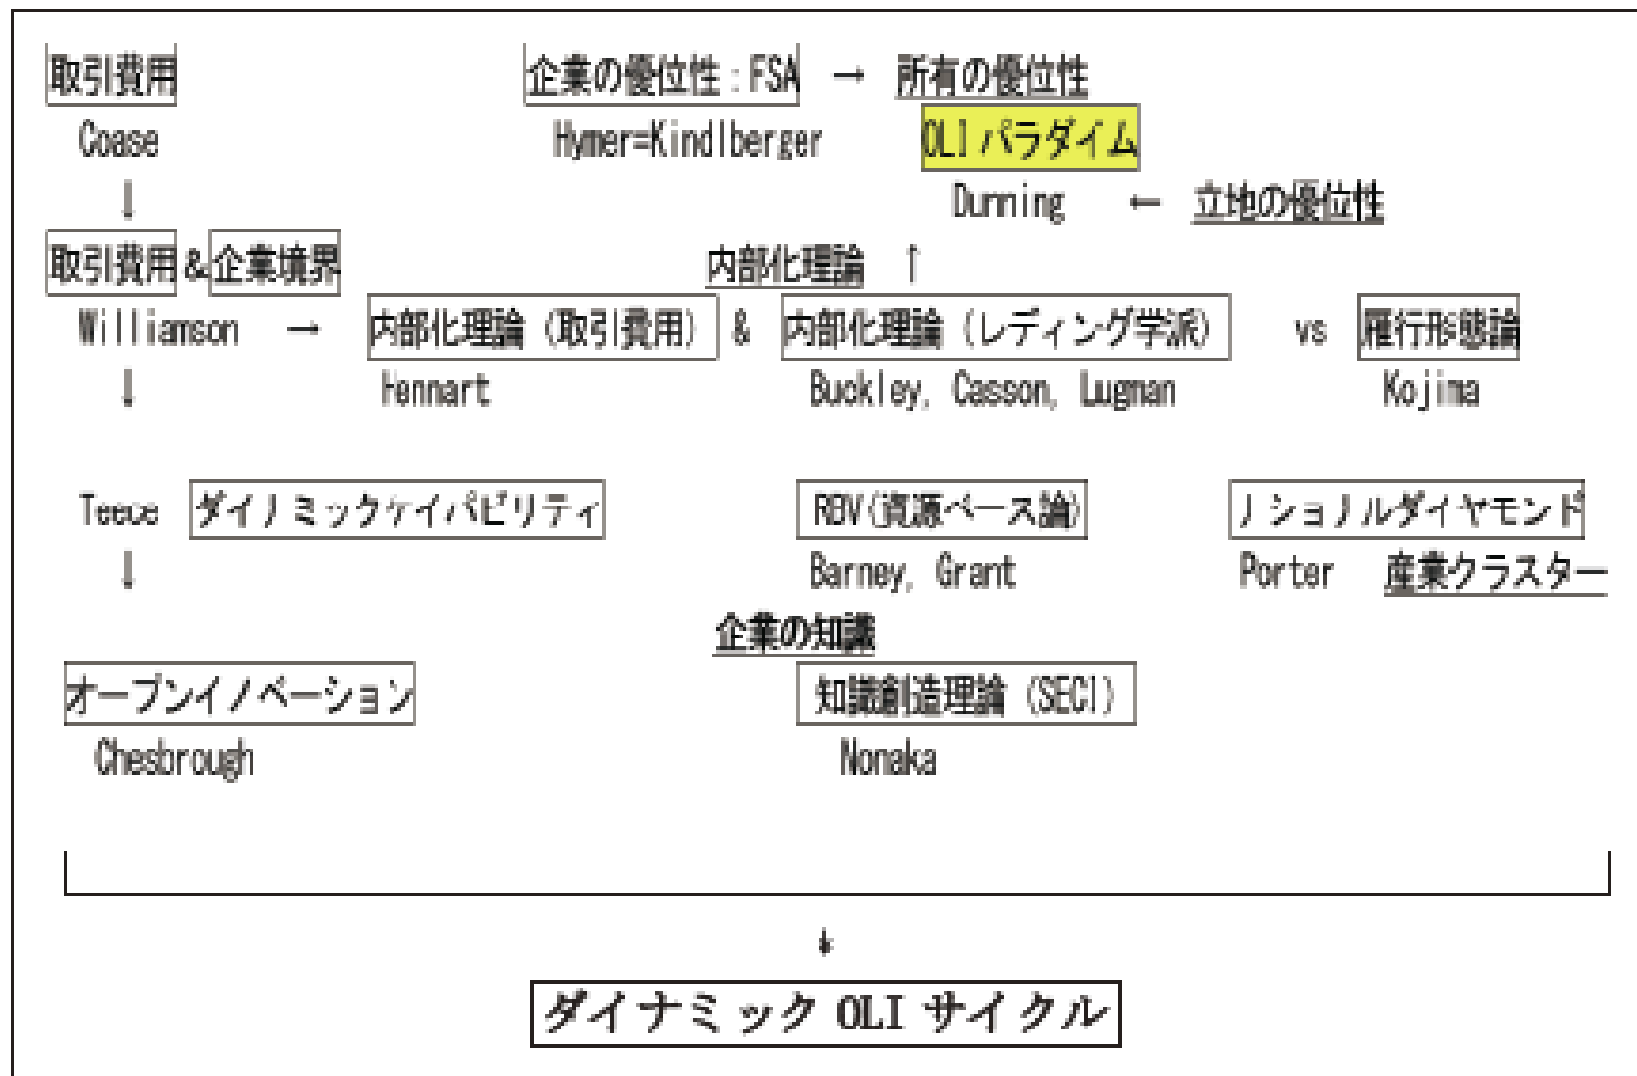 取引費用 企業の優位性：FSA → 所有の優位性
Coase Hymer=Kindlberger OLIパラダイム
↓ Dunning ← 立地の優位性
取引費用＆企業境界 内部化理論 ↑
Williamson → 内部化理論（取引費用） ＆ 内部化理論（レディング学派） vs 雁行形態論
↓ Hennart Buckley, Casson, Lugman Kojima
Teece ダイナミックケイパビリティ RBV(資源ベース論) ナショナルダイヤモンド
↓ Barney, Grant Porter 産業クラスター
企業の知識
オープンイノベーション 知識創造理論（SECI）
Chesbrough Nonaka
↓
ダイナミック OLI サイクル